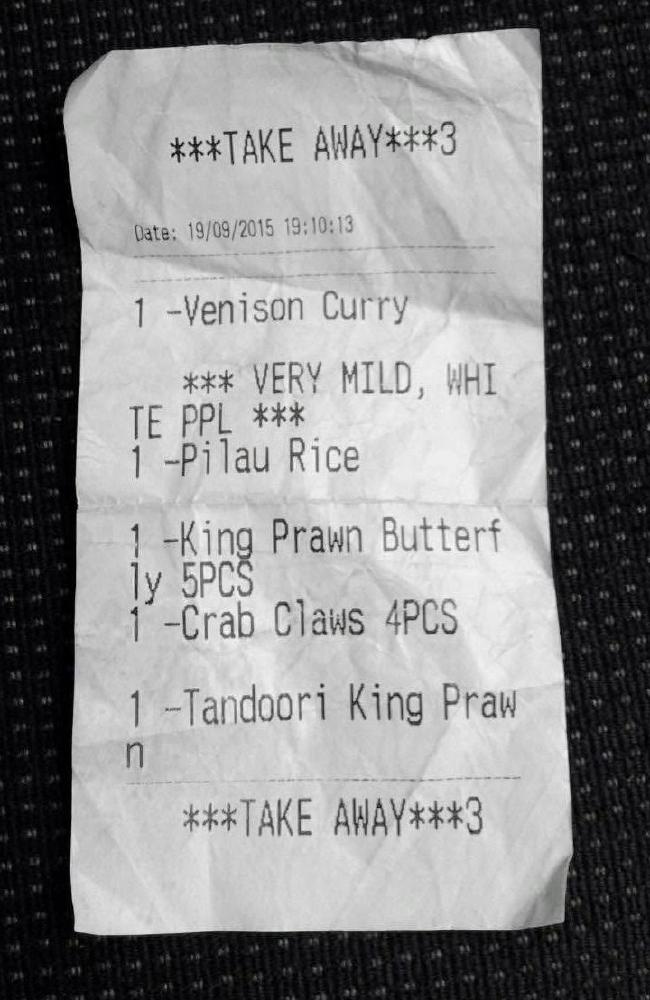 ***TAKE AWAY***3
Date: 19/09/2015 19:10:13
1 -Venison Curry
*** VERY MILD, WHI
TE PPL ***
1 -Pilau Rice
1 -King Prawn Butterf
ly 5PCS
1 -Crab Claws 4PCS
1 -Tandoori King Praw
n
***TAKE AWAY***3